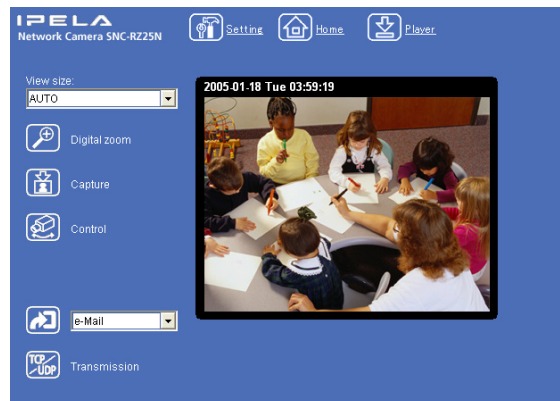 IPELA
Network Camera SNC-RZ25N
Setting
Home
Player
View size:
AUTO
2005-01-18 Tue 03:59:19
Digital zoom
Capture
Control
e-Mail
TCP/UDP
Transmission